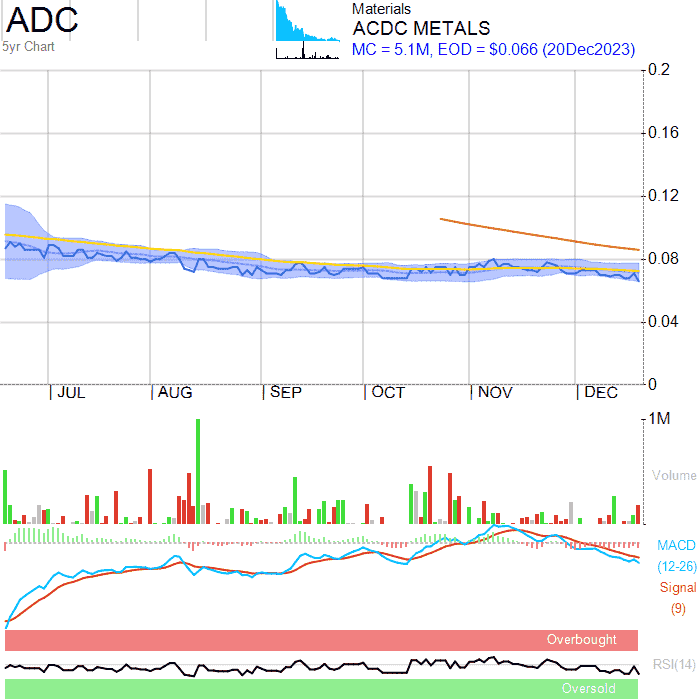 ADC
5yr Chart
Materials
ACDC METALS
MC = 5.1M, EOD = $0.066 (20Dec2023)
0.2
0.16
0.12
0.08
0.04
0
JUL AUG SEP OCT NOV DEC
1M
Volume
MACD
(12-26)
Signal
(9)
Overbought
RSI(14)
Oversold